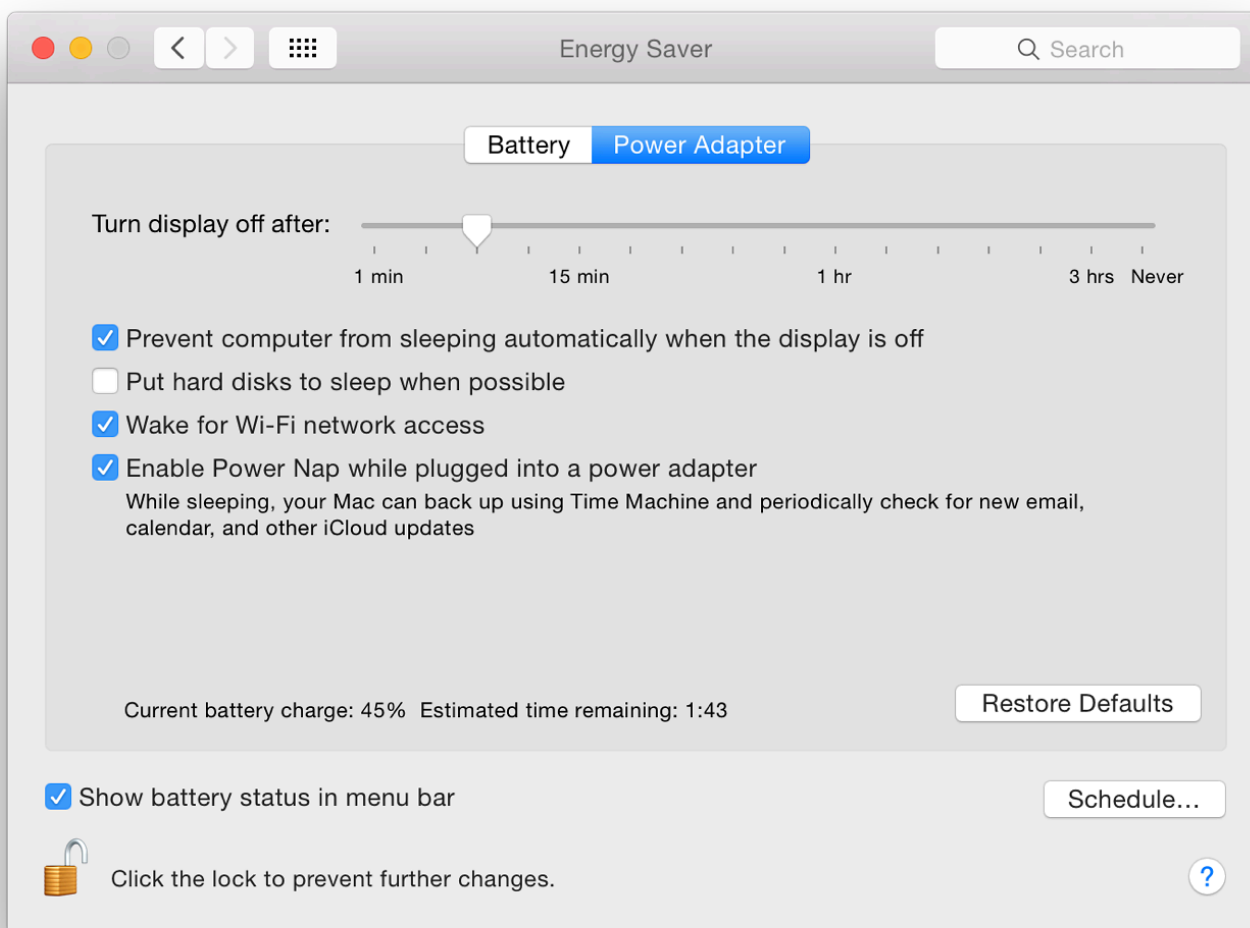 Energy Saver
Search
Battery
Power Adapter
Turn display off after:
1 min
15 min
1 hr
3 hrs
Never
Prevent computer from sleeping automatically when the display is off
Put hard disks to sleep when possible
Wake for Wi-Fi network access
Enable Power Nap while plugged into a power adapter
While sleeping, your Mac can back up using Time Machine and periodically check for new email,
calendar, and other iCloud updates
Current battery charge: 45% Estimated time remaining: 1:43
Restore Defaults
Show battery status in menu bar
Schedule...
Click the lock to prevent further changes.
?